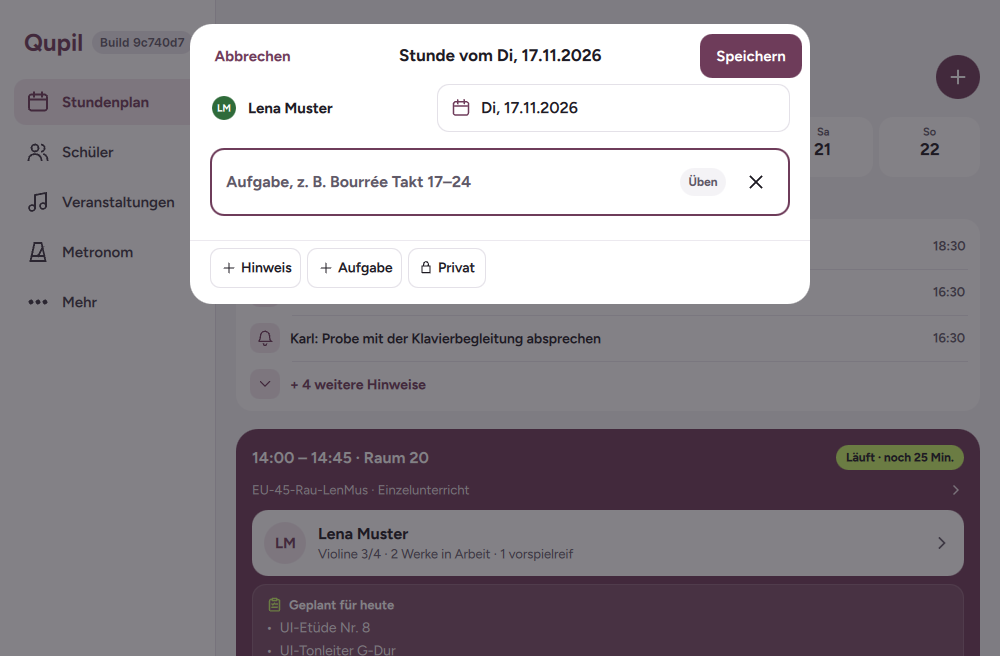 Qupil Build 9c740d7
Stundenplan
Schüler
Veranstaltungen
Metronom
Mehr
Abbrechen Stunde vom Di, 17.11.2026 Speichern
LM Lena Muster Di, 17.11.2026
Aufgabe, z. B. Bourrée Takt 17–24 Üben
Hinweis Aufgabe Privat
Sa So
21 22
18:30
16:30
Karl: Probe mit der Klavierbegleitung absprechen 16:30
+ 4 weitere Hinweise
14:00 – 14:45 · Raum 20 Läuft · noch 25 Min.
EU-45-Rau-LenMus · Einzelunterricht
LM Lena Muster
Violine 3/4 · 2 Werke in Arbeit · 1 vorspielreif
Geplant für heute
• UI-Etüde Nr. 8
• UI-Tonleiter G-Dur